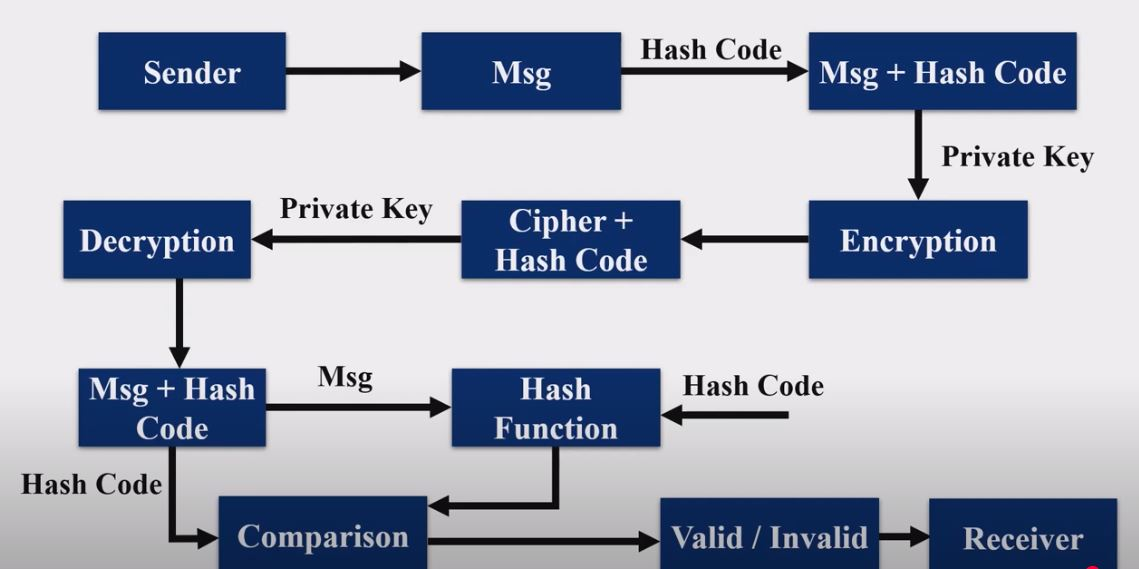 Sender
Msg
Hash Code
Msg + Hash Code
Private Key
Decryption
Private Key
Cipher +
Hash Code
Encryption
Msg + Hash
Code
Msg
Hash
Function
Hash Code
Hash Code
Comparison
Valid / Invalid
Receiver